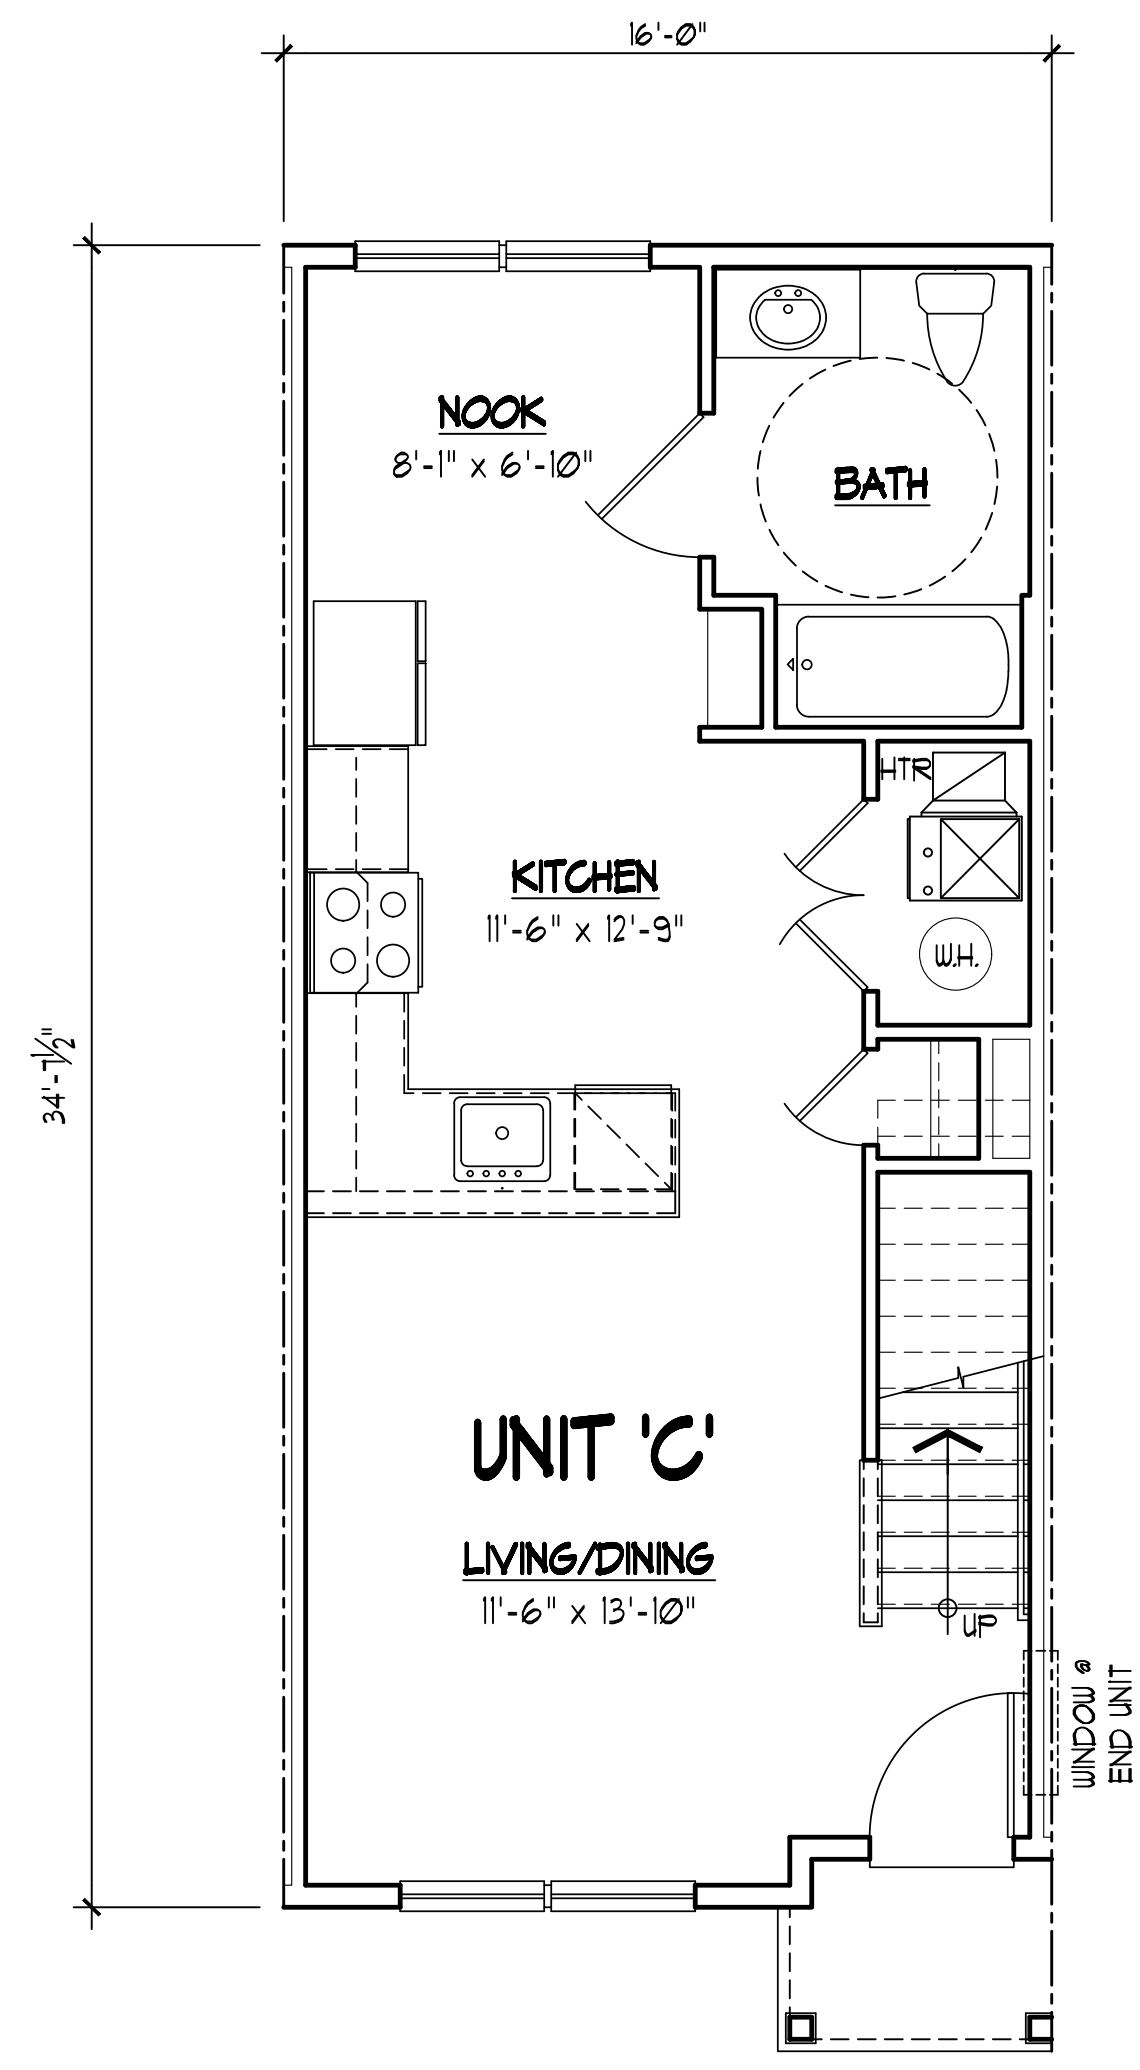 16'-0"
NOOK
8'-1" x 6'-10"
BATH
HTR
KITCHEN
11'-6" x 12'-9"
W.H.
34'-7½"
UNIT 'C'
LIVING/DINING
11'-6" x 13'-10"
UP
WINDOW @
END UNIT